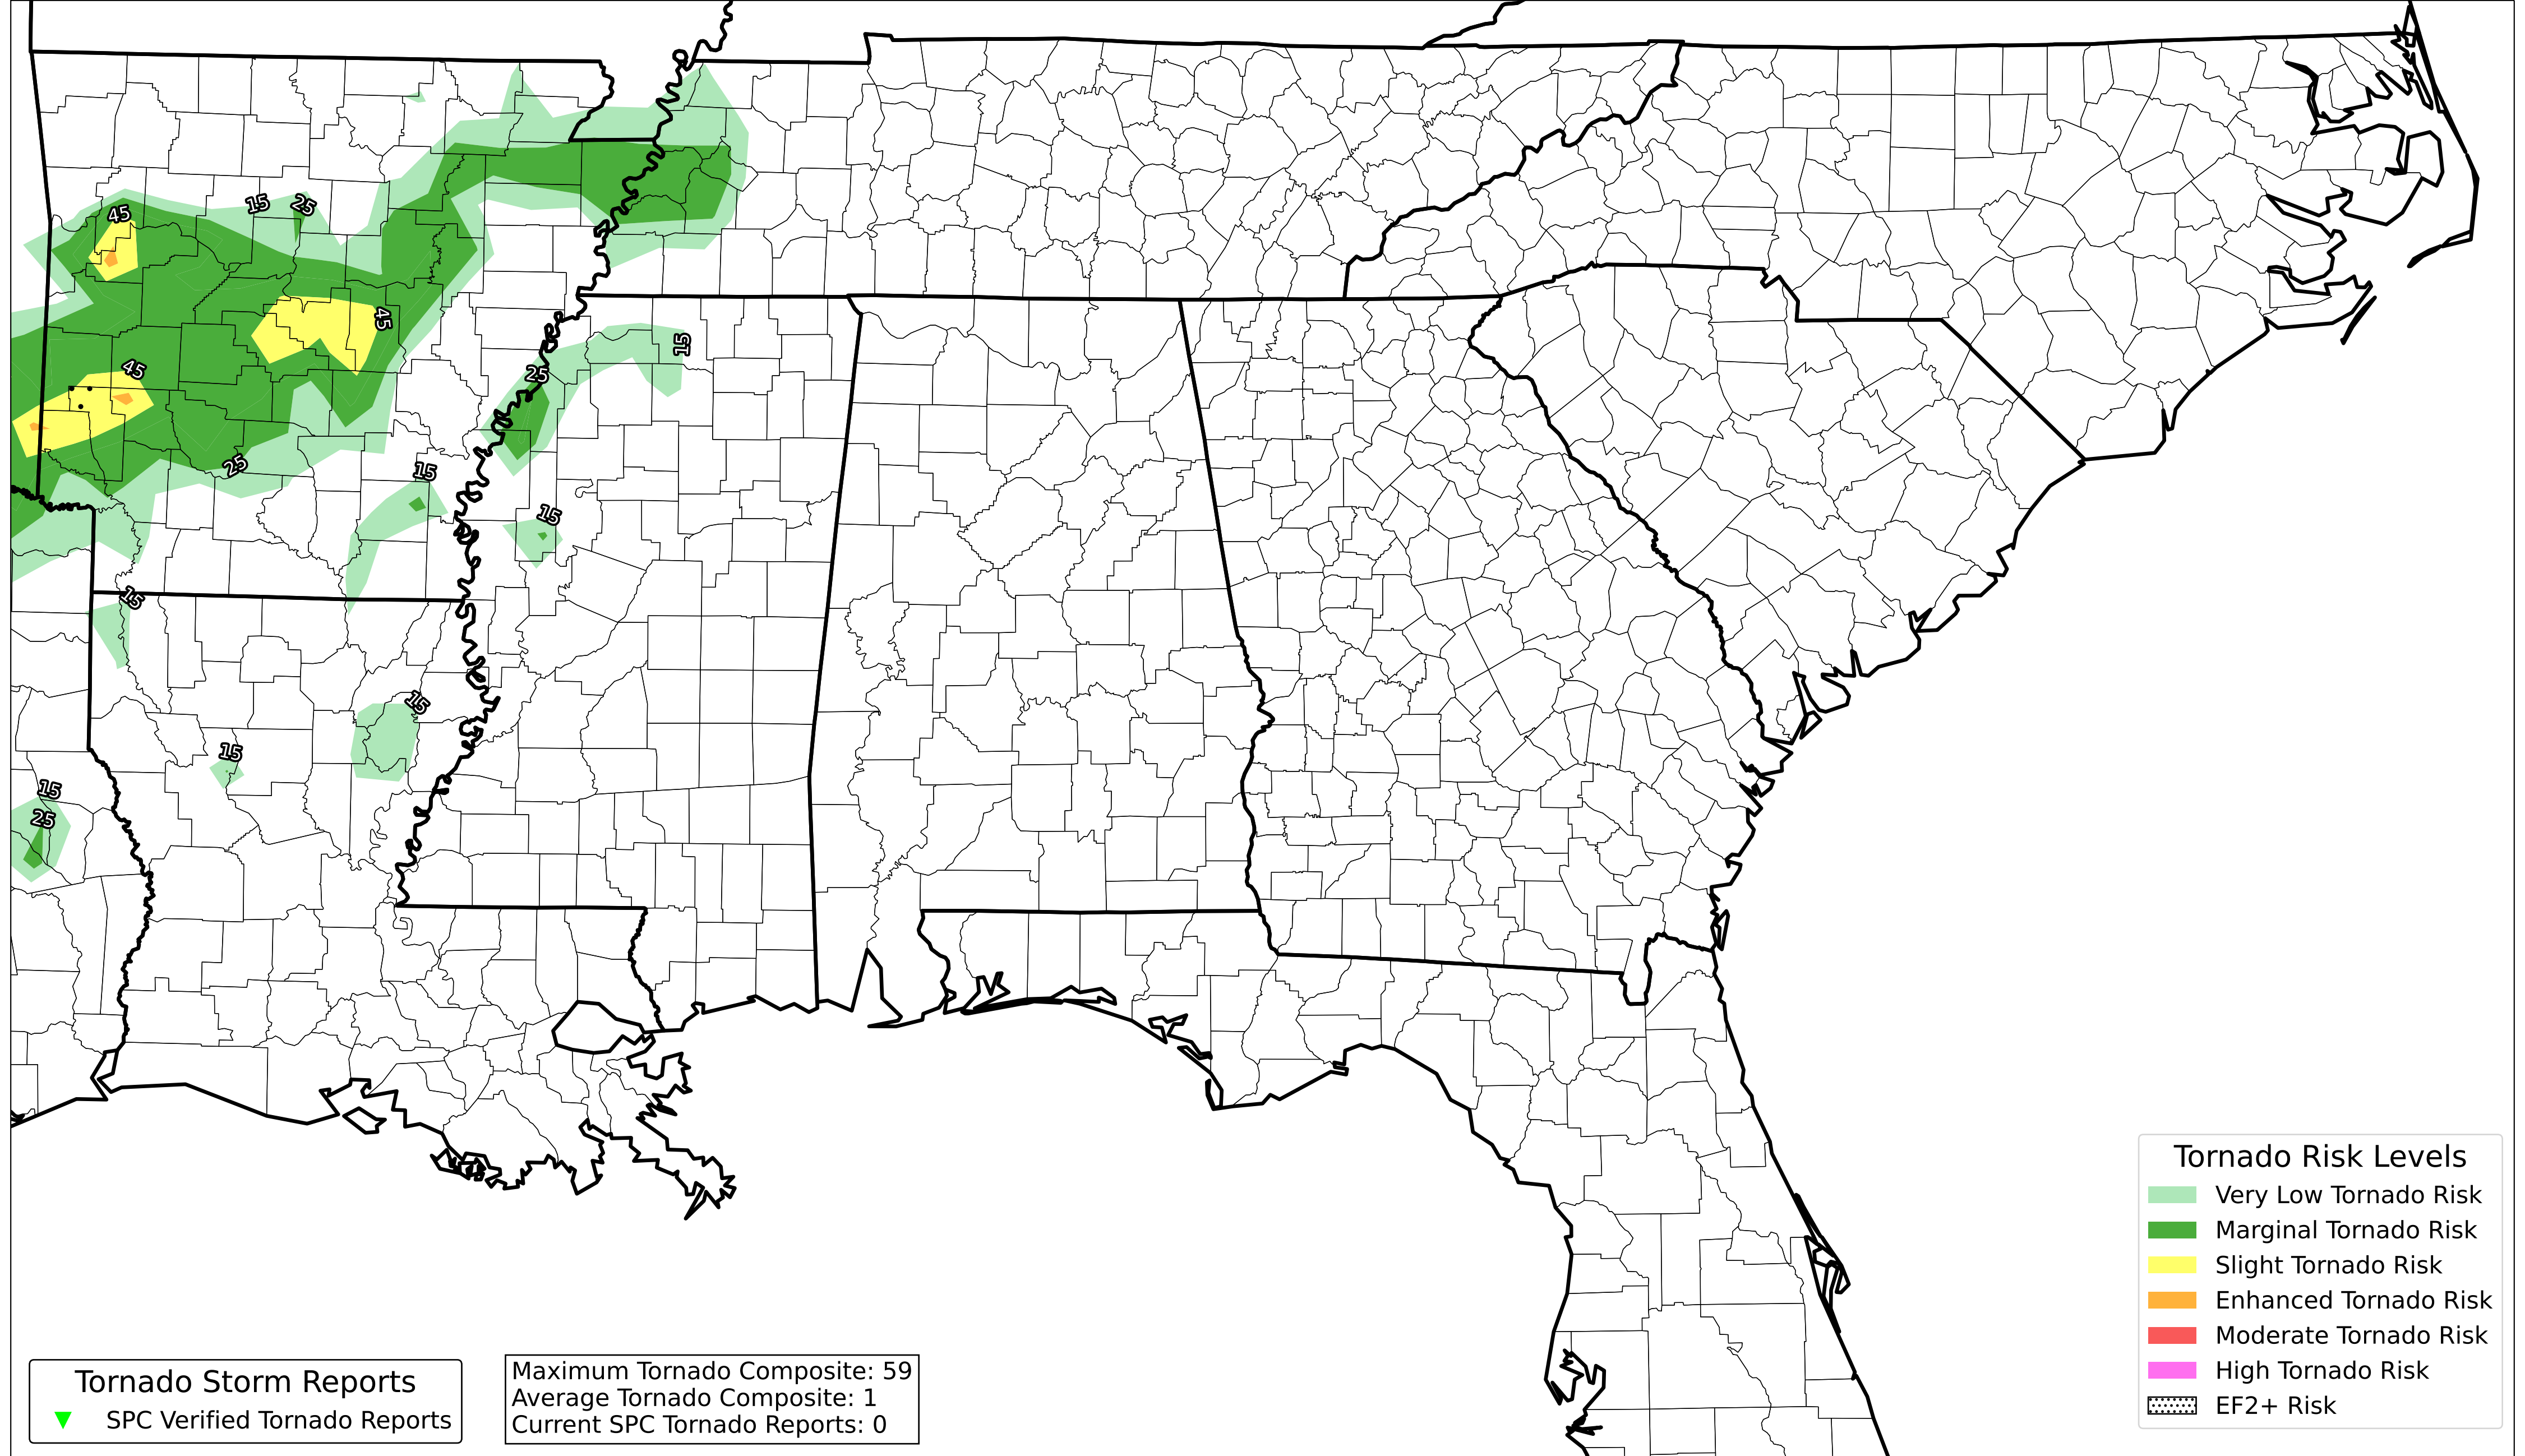 15
25
45
45
15
45
25
25
15
15
15
15
15
15
25
Tornado Storm Reports
SPC Verified Tornado Reports
Maximum Tornado Composite: 59
Average Tornado Composite: 1
Current SPC Tornado Reports: 0
Tornado Risk Levels
Very Low Tornado Risk
Marginal Tornado Risk
Slight Tornado Risk
Enhanced Tornado Risk
Moderate Tornado Risk
High Tornado Risk
EF2+ Risk